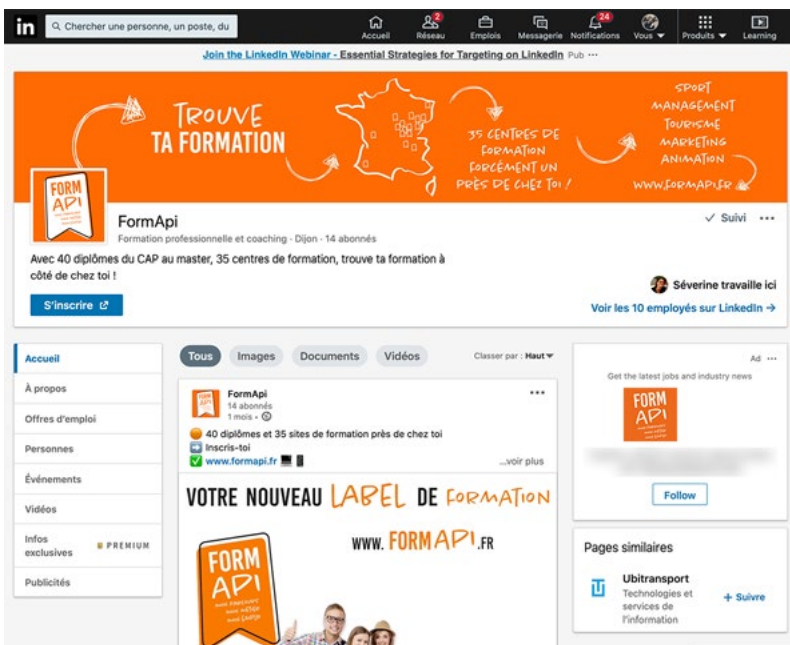 in
Chercher une personne, un poste, du
Accueil
2
Réseau
Emplois
Messagerie
24
Notifications
Vous
Produits
Learning
Join the LinkedIn Webinar - Essential Strategies for Targeting on LinkedIn Pub ···
TROUVE
TA FORMATION
35 CENTRES DE
FORMATION
FORCÉMENT UN
PRÈS DE CHEZ TOI !
SPORT
MANAGEMENT
TOURISME
MARKETING
ANIMATION
WWW.FORMAPI.FR
FORM
API
FormApi
Formation professionnelle et coaching · Dijon · 14 abonnés
Avec 40 diplômes du CAP au master, 35 centres de formation, trouve ta formation à
côté de chez toi !
S'inscrire
Suivi ···
Séverine travaille ici
Voir les 10 employés sur LinkedIn →
Accueil
À propos
Offres d'emploi
Personnes
Événements
Vidéos
Infos
exclusives
PREMIUM
Publicités
Tous
Images
Documents
Vidéos
Classer par : Haut
FormApi
14 abonnés
1 mois •
···
40 diplômes et 35 sites de formation près de chez toi
Inscris-toi
www.formapi.fr
...voir plus
VOTRE NOUVEAU LABEL DE FORMATION
WWW. FORMAPI.FR
FORM
API
MON PARCOURS
MON MÉTIER
MON EMPLOI
Ad ···
Get the latest jobs and industry news
FORM
API
Follow
Pages similaires
Ubitransport
Technologies et
services de
l'information
+ Suivre